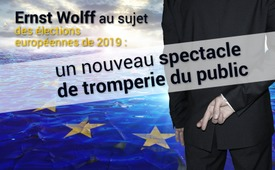 Ernst Wolff au sujet
des élections
européennes de 2019 :
un nouveau spectacle
de tromperie du public